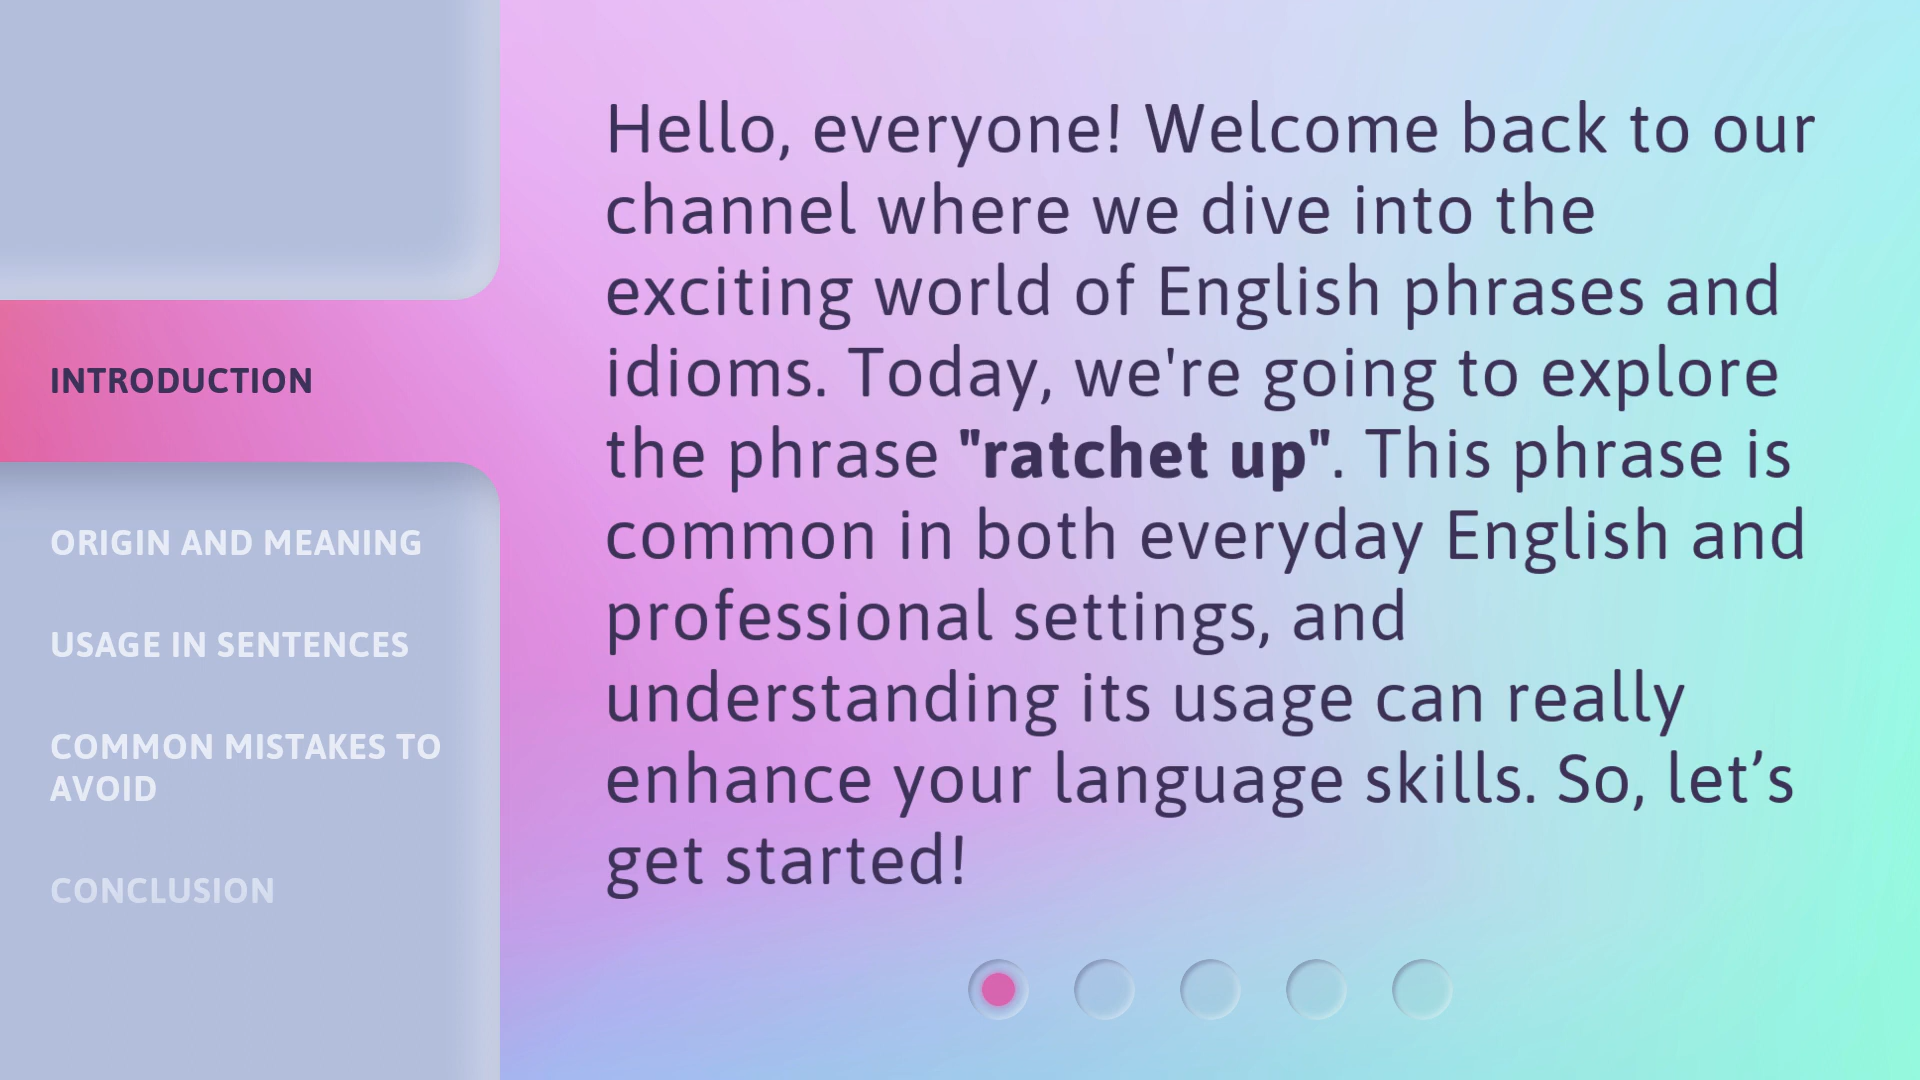 INTRODUCTION
ORIGIN AND MEANING
USAGE IN SENTENCES
COMMON MISTAKES TO
AVOID
CONCLUSION
Hello, everyone! Welcome back to our
channel where we dive into the
exciting world of English phrases and
idioms. Today, we're going to explore
the phrase "ratchet up". This phrase is
common in both everyday English and
professional settings, and
understanding its usage can really
enhance your language skills. So, let’s
get started!